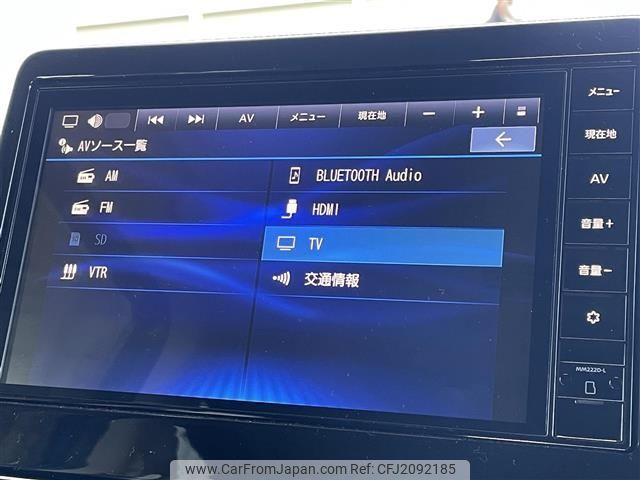 AV メニュー 現在地 − +
AVソース一覧
AM
FM
SD
VTR
BLUETOOTH Audio
HDMI
TV
交通情報
メニュー
現在地
AV
音量+
音量−
MM222D-L
www.CarFromJapan.com | Ref: CFJ2092185